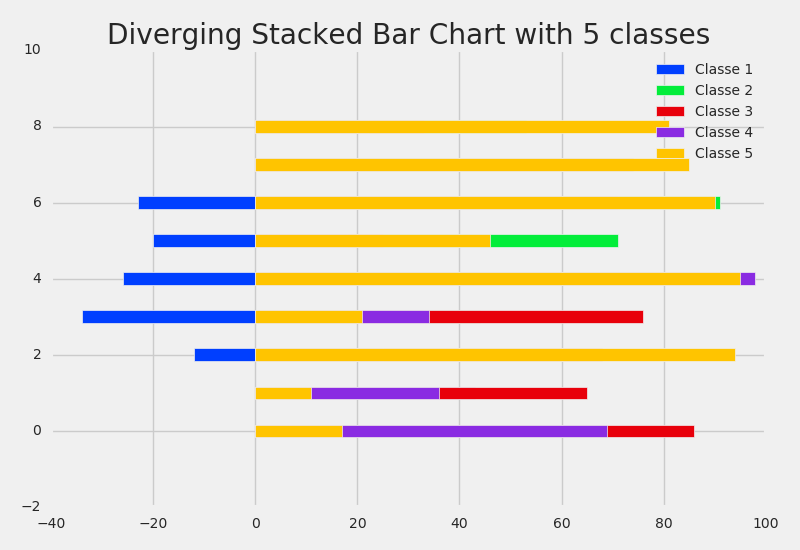 Diverging Stacked Bar Chart with 5 classes
10
8
6
4
2
0
−2
−40 −20 0 20 40 60 80 100
Classe 1
Classe 2
Classe 3
Classe 4
Classe 5